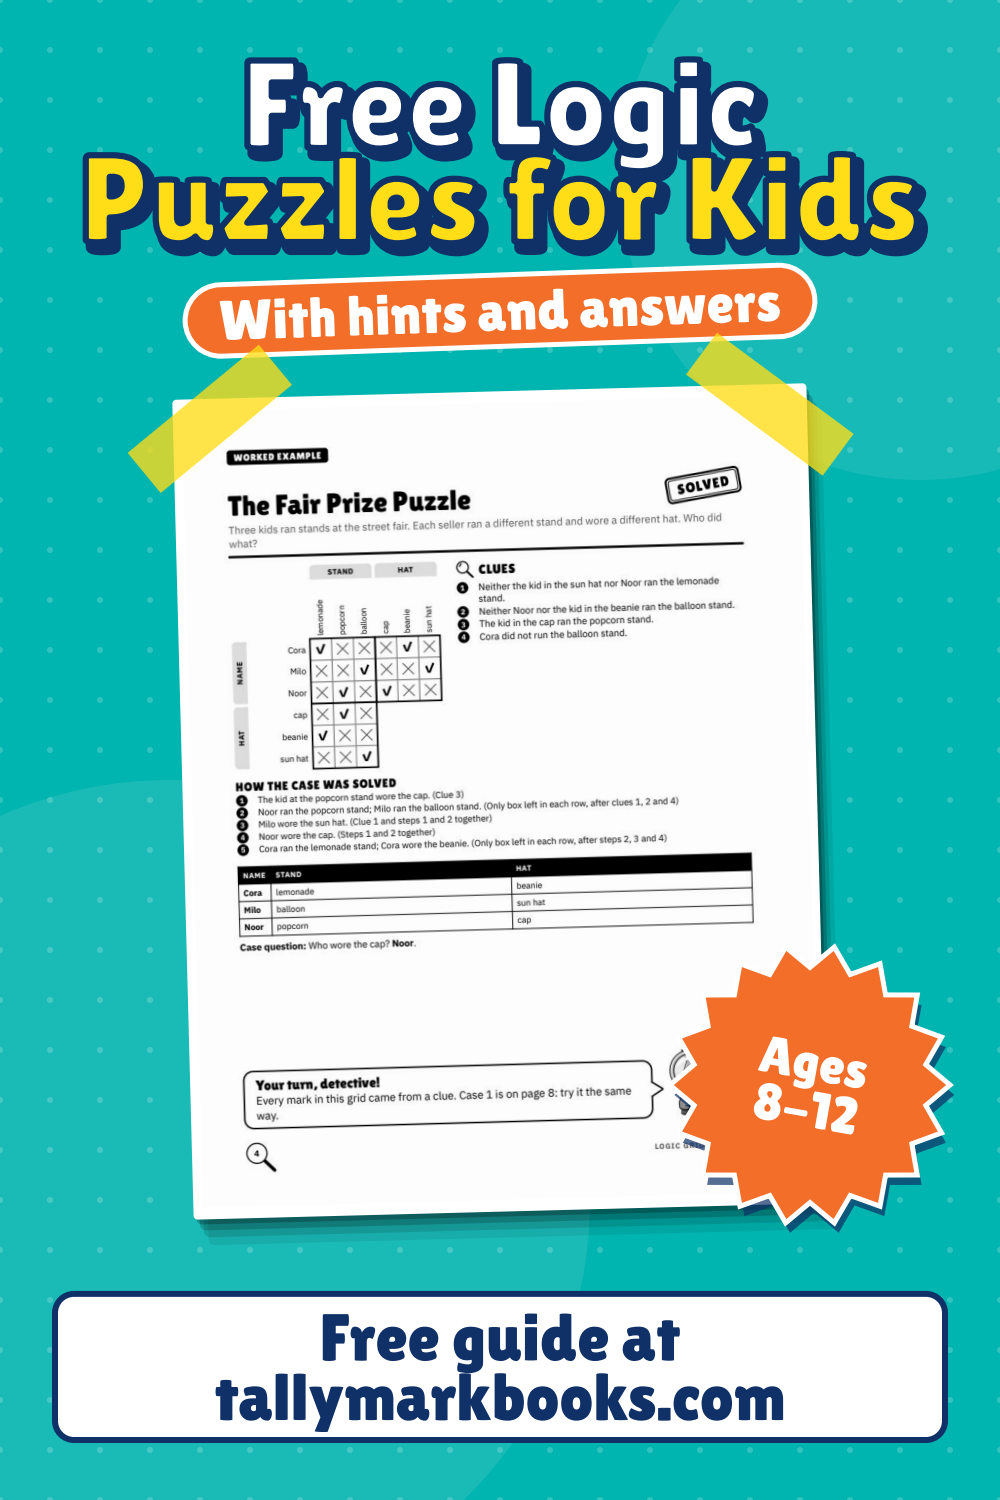 Free Logic
Puzzles for Kids
With hints and answers
WORKED EXAMPLE
The Fair Prize Puzzle
SOLVED
Three kids ran stands at the street fair. Each seller ran a different stand and wore a different hat. Who did
what?
STAND HAT
lemonade popcorn balloon cap beanie sun hat
NAME
Cora
Milo
Noor
HAT
cap
beanie
sun hat
CLUES
1 Neither the kid in the sun hat nor Noor ran the lemonade
stand.
2 Neither Noor nor the kid in the beanie ran the balloon stand.
3 The kid in the cap ran the popcorn stand.
4 Cora did not run the balloon stand.
HOW THE CASE WAS SOLVED
1 The kid at the popcorn stand wore the cap. (Clue 3)
2 Noor ran the popcorn stand; Milo ran the balloon stand. (Only box left in each row, after clues 1, 2 and 4)
3 Milo wore the sun hat. (Clue 1 and steps 1 and 2 together)
4 Noor wore the cap. (Steps 1 and 2 together)
5 Cora ran the lemonade stand; Cora wore the beanie. (Only box left in each row, after steps 2, 3 and 4)
NAME STAND HAT
Cora lemonade beanie
Milo balloon sun hat
Noor popcorn cap
Case question: Who wore the cap? Noor.
Your turn, detective!
Every mark in this grid came from a clue. Case 1 is on page 8: try it the same
way.
4
LOGIC
Ages
8–12
Free guide at
tallymarkbooks.com